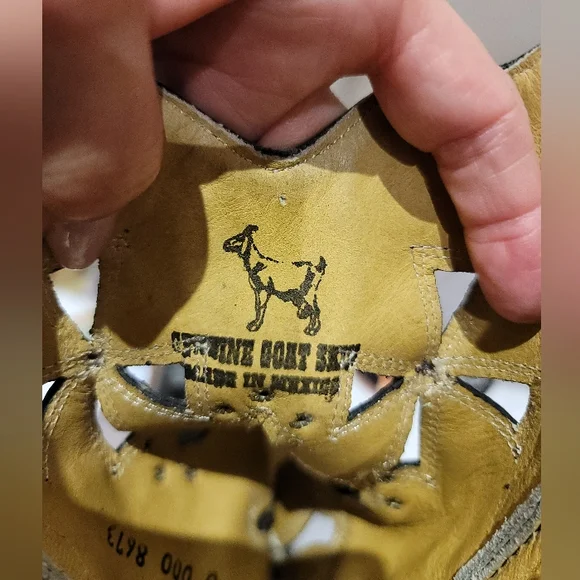 GENUINE GOAT SKIN
MADE IN MEXICO
000 8673